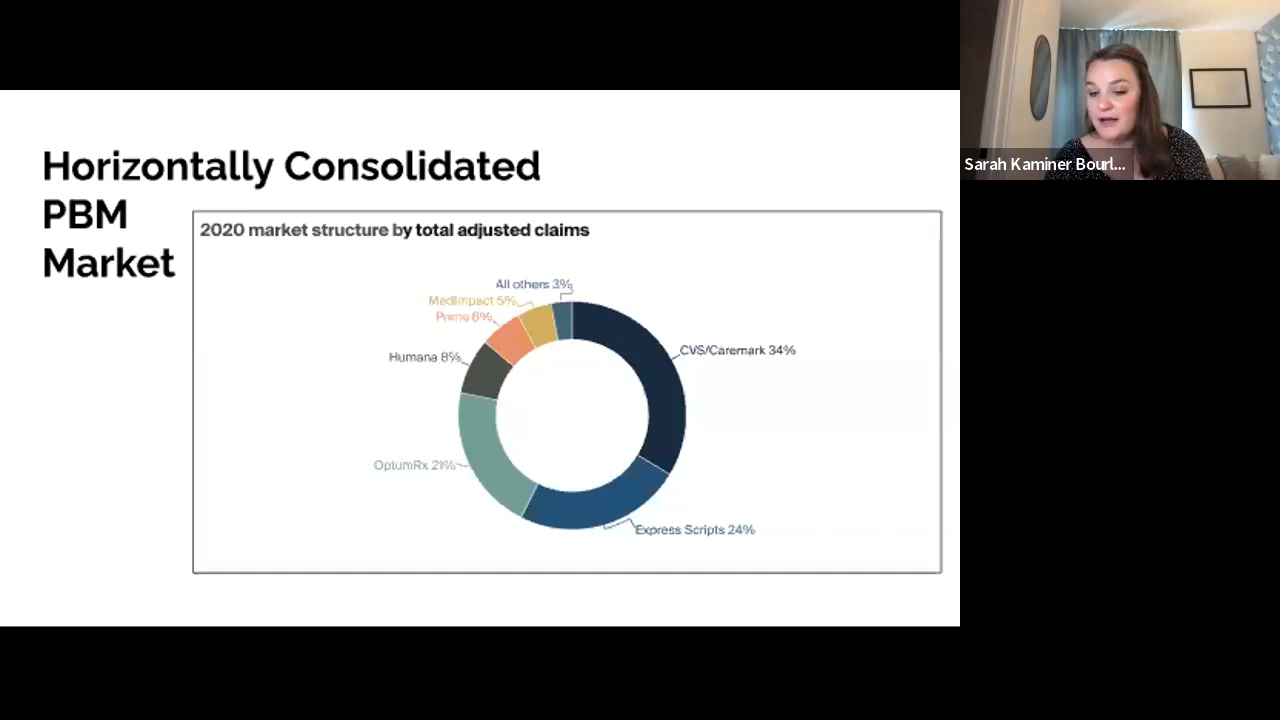 Horizontally Consolidated
PBM
Market
2020 market structure by total adjusted claims
All others 3%
MedImpact 5%
Prime 6%
Humana 8%
CVS/Caremark 34%
OptumRx 21%
Express Scripts 24%
Sarah Kaminer Bourl...